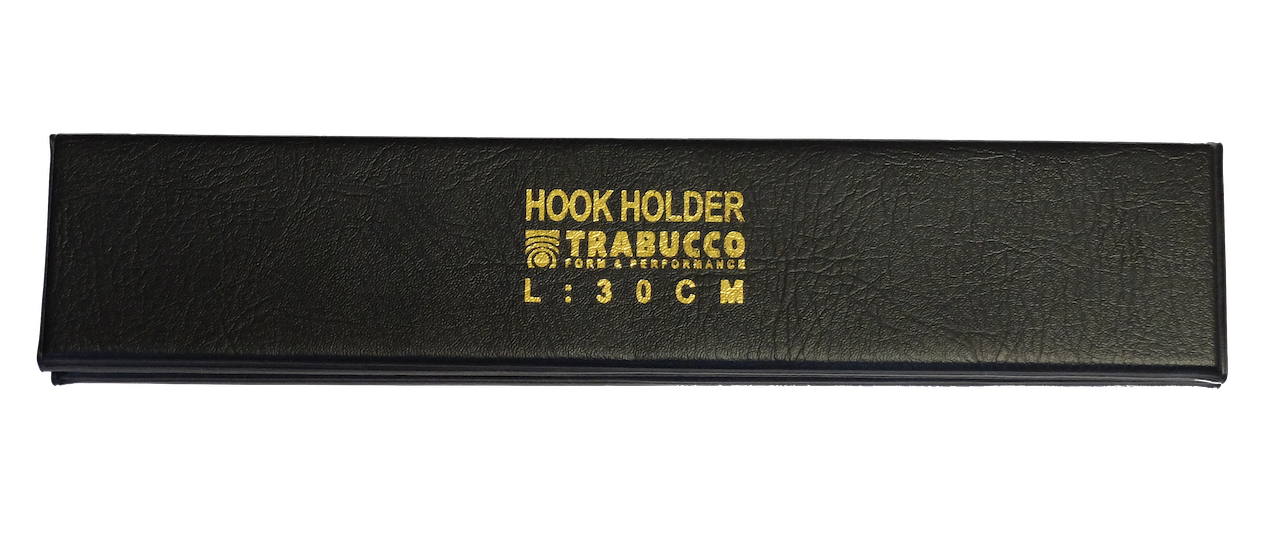 HOOK HOLDER
TRABUCCO
FORM & PERFORMANCE
L : 30CM